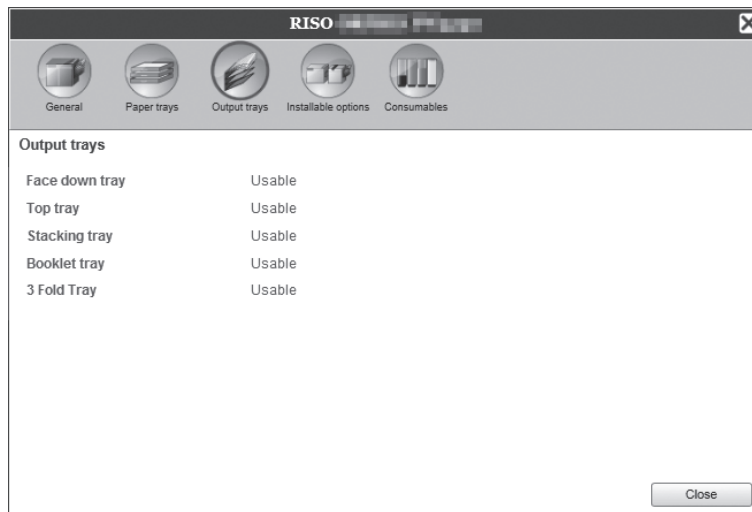 RISO
General Paper trays Output trays Installable options Consumables
Output trays
Face down tray Usable
Top tray Usable
Stacking tray Usable
Booklet tray Usable
3 Fold Tray Usable
Close